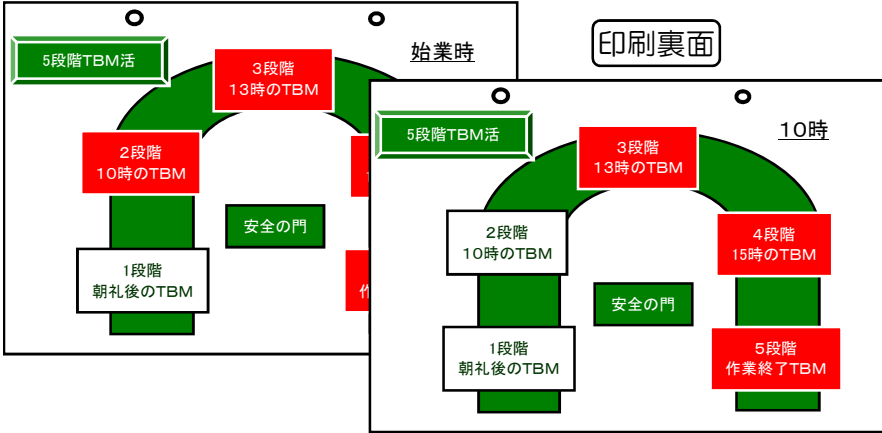 5段階TBM活
始業時
3段階
13時のTBM
2段階
10時のTBM
安全の門
1段階
朝礼後のTBM
印刷裏面
5段階TBM活
10時
3段階
13時のTBM
2段階
10時のTBM
4段階
15時のTBM
安全の門
1段階
朝礼後のTBM
5段階
作業終了TBM